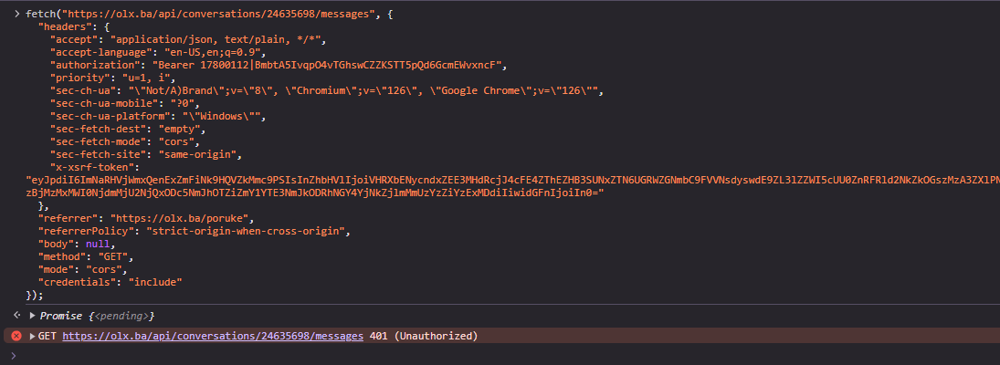 fetch("https://olx.ba/api/conversations/24635698/messages", {
"headers": {
"accept": "application/json, text/plain, */*",
"accept-language": "en-US,en;q=0.9",
"authorization": "Bearer 17800112|BmbtA5IvqpO4vTGhswCZZKSTT5pQd6GcmEWvxncF",
"priority": "u=1, i",
"sec-ch-ua": "\"Not/A)Brand\";v=\"8\", \"Chromium\";v=\"126\", \"Google Chrome\";v=\"126\"",
"sec-ch-ua-mobile": "?0",
"sec-ch-ua-platform": "\"Windows\"",
"sec-fetch-dest": "empty",
"sec-fetch-mode": "cors",
"sec-fetch-site": "same-origin",
"x-xsrf-token":
},
"referrer": "https://olx.ba/poruke",
"referrerPolicy": "strict-origin-when-cross-origin",
"body": null,
"method": "GET",
"mode": "cors",
"credentials": "include"
});
Promise {<pending>}
GET https://olx.ba/api/conversations/24635698/messages 401 (Unauthorized)